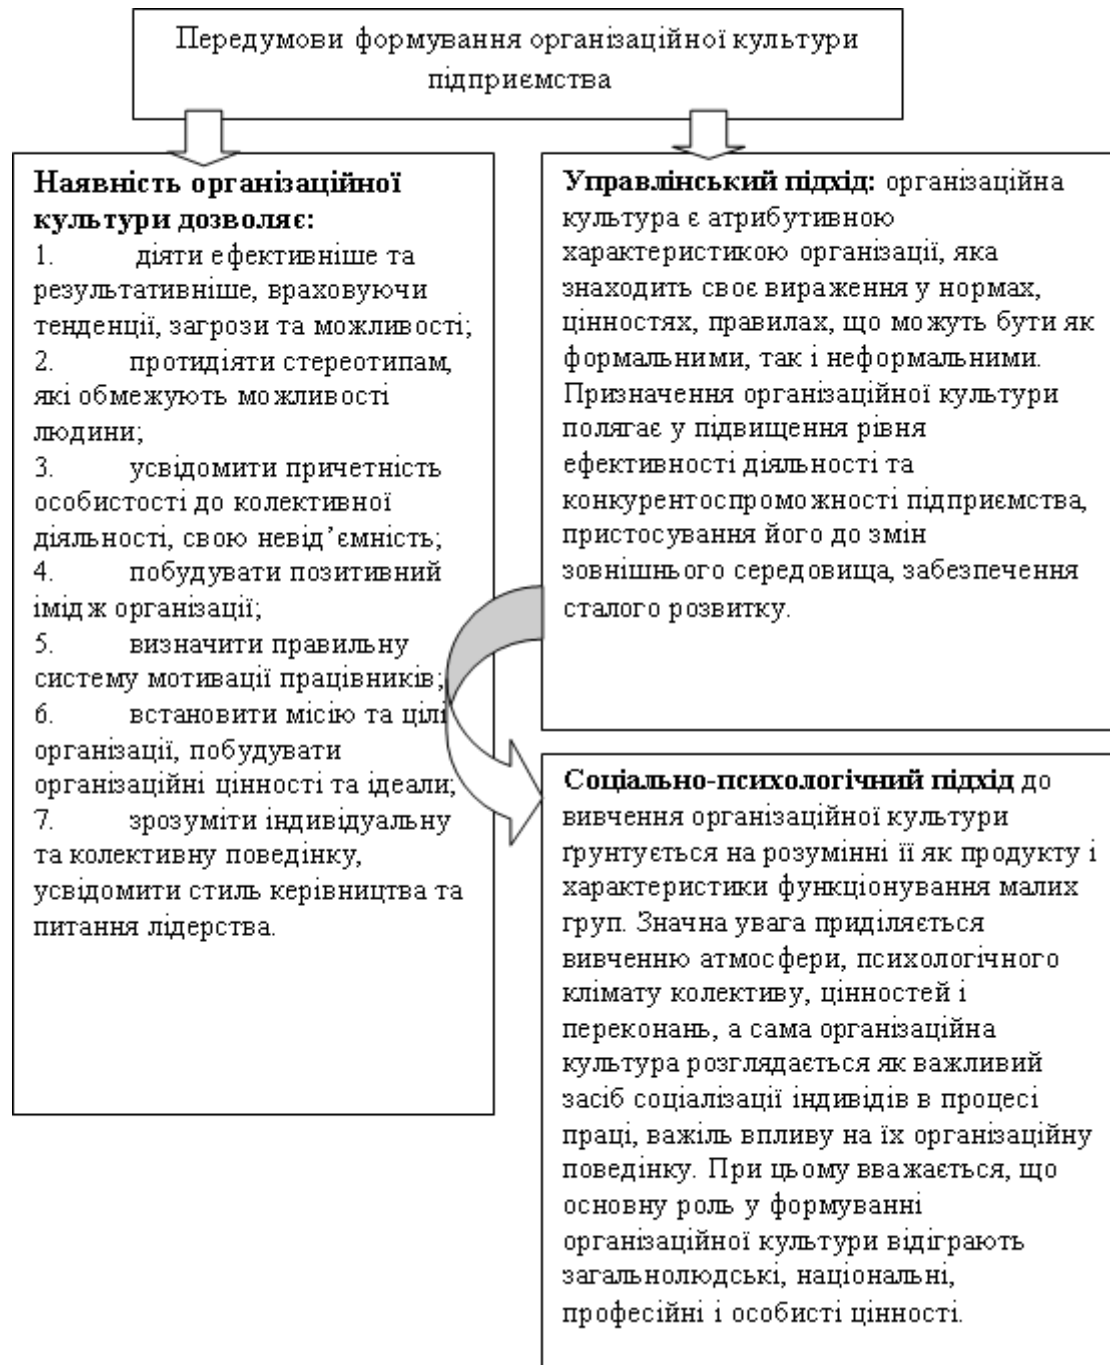 Передумови формування організаційної культури
підприємства
Наявність організаційної
культури дозволяє:
1. діяти ефективніше та
результативніше, враховуючи
тенденції, загрози та можливості;
2. протидіяти стереотипам,
які обмежують можливості
людини;
3. усвідомити причетність
особистості до колективної
діяльності, свою невід’ємність;
4. побудувати позитивний
імідж організації;
5. визначити правильну
систему мотивації працівників;
6. встановити місію та цілі
організації, побудувати
організаційні цінності та ідеали;
7. зрозуміти індивідуальну
та колективну поведінку,
усвідомити стиль керівництва та
питання лідерства.
Управлінський підхід: організаційна
культура є атрибутивною
характеристикою організації, яка
знаходить своє вираження у нормах,
цінностях, правилах, що можуть бути як
формальними, так і неформальними.
Призначення організаційної культури
полягає у підвищення рівня
ефективності діяльності та
конкурентоспроможності підприємства,
пристосування його до змін
зовнішнього середовища, забезпечення
сталого розвитку.
Соціально-психологічний підхід до
вивчення організаційної культури
ґрунтується на розумінні її як продукту і
характеристики функціонування малих
груп. Значна увага приділяється
вивченню атмосфери, психологічного
клімату колективу, цінностей і
переконань, а сама організаційна
культура розглядається як важливий
засіб соціалізації індивідів в процесі
праці, важіль впливу на їх організаційну
поведінку. При цьому вважається, що
основну роль у формуванні
організаційної культури відіграють
загальнолюдські, національні,
професійні і особисті цінності.